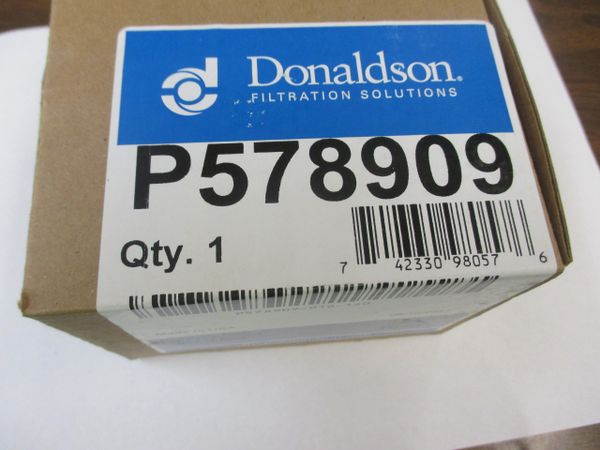 Donaldson®
FILTRATION SOLUTIONS
P578909
Qty. 1
7 42330 98057 6